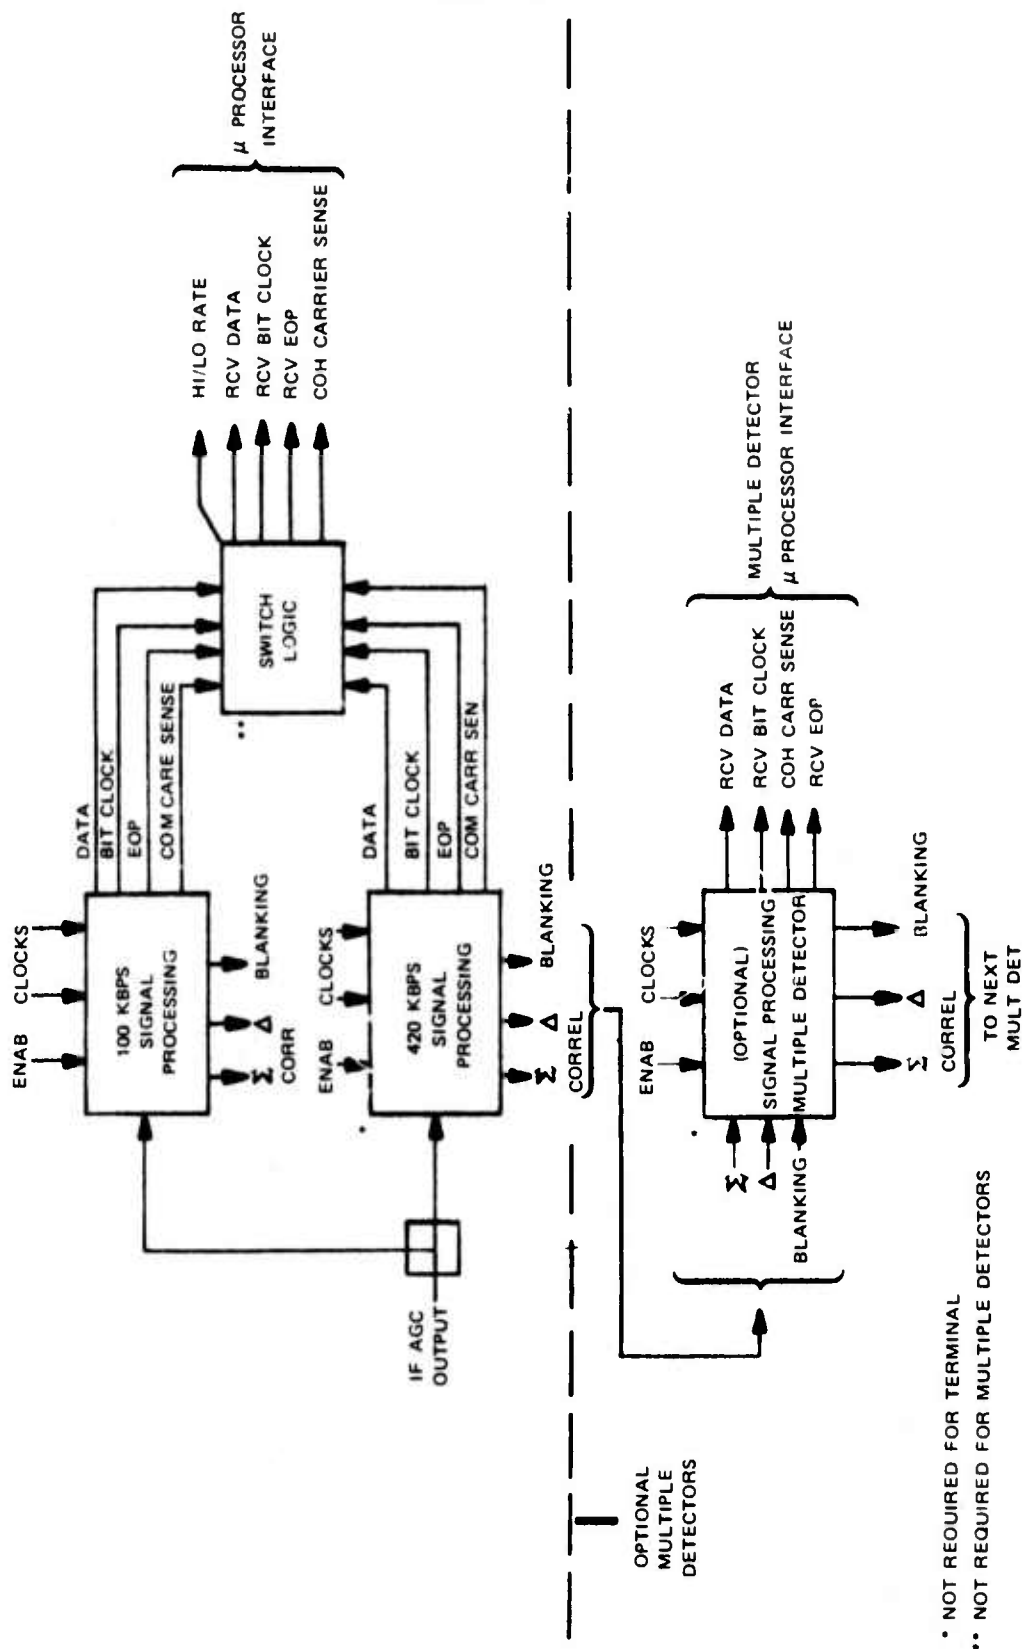 ENAB
CLOCKS
100 KBPS
SIGNAL
PROCESSING
DATA
BIT CLOCK
EOP
COM CARE SENSE
Σ
Δ
BLANKING
CORR
IF AGC
OUTPUT
*
ENAB
CLOCKS
420 KBPS
SIGNAL
PROCESSING
DATA
BIT CLOCK
EOP
COM CARR SEN
Σ
Δ
BLANKING
CORREL
**
SWITCH
LOGIC
HI/LO RATE
RCV DATA
RCV BIT CLOCK
RCV EOP
COH CARRIER SENSE
μ PROCESSOR
INTERFACE
OPTIONAL
MULTIPLE
DETECTORS
*
ENAB
CLOCKS
Σ
Δ
BLANKING
(OPTIONAL)
SIGNAL PROCESSING
MULTIPLE DETECTOR
RCV DATA
RCV BIT CLOCK
COH CARR SENSE
RCV EOP
MULTIPLE DETECTOR
μ PROCESSOR INTERFACE
Σ
Δ
BLANKING
CURREL
TO NEXT
MULT DET
* NOT REQUIRED FOR TERMINAL
** NOT REQUIRED FOR MULTIPLE DETECTORS